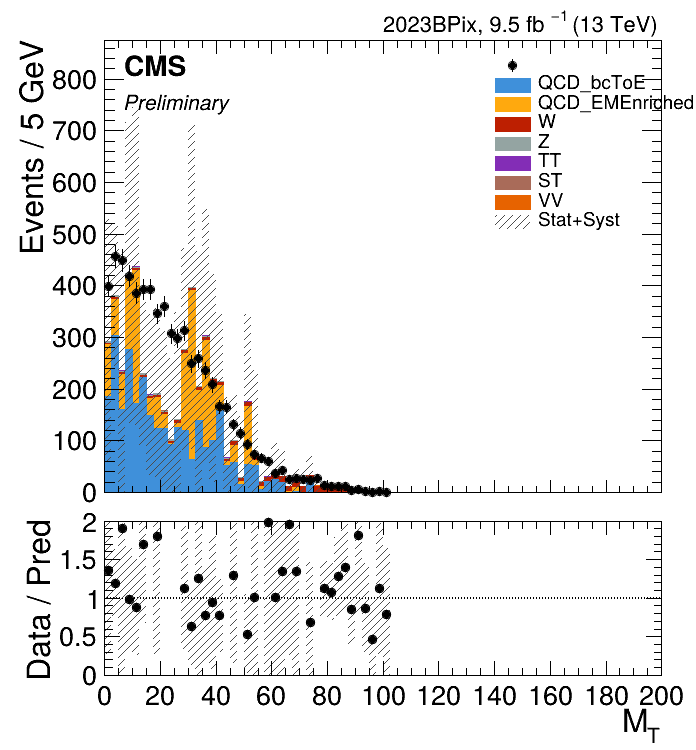 2023BPix, 9.5 fb⁻¹ (13 TeV)
CMS
Preliminary
Events / 5 GeV
800
700
600
500
400
300
200
100
0
QCD_bcToE
QCD_EMEnriched
W
Z
TT
ST
VV
Stat+Syst
Data / Pred
2
1.5
1
0.5
0
0 20 40 60 80 100 120 140 160 180 200
M_T